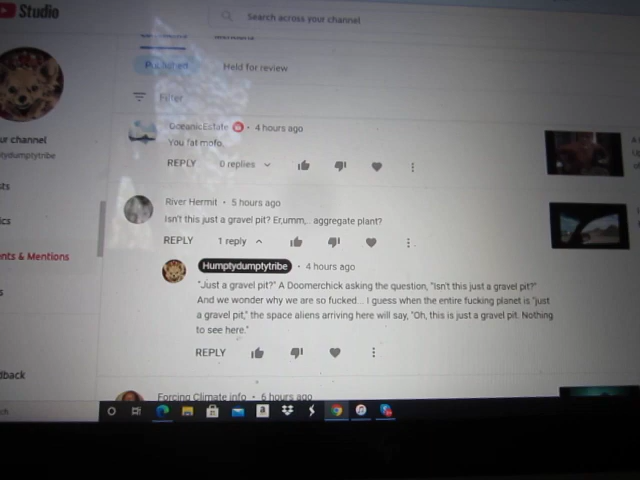 Studio
Search across your channel
Published
Held for review
Filter
OceanicEstate • 4 hours ago
You fat mofo.
REPLY 0 replies
ur channel
tydumptytribe
River Hermit • 5 hours ago
Isn't this just a gravel pit? Er,umm,.. aggregate plant?
REPLY 1 reply
nts & Mentions
Humptydumptytribe • 4 hours ago
"Just a gravel pit?" A Doomerchick asking the question, "Isn't this just a gravel pit?"
And we wonder why we are so fucked... I guess when the entire fucking planet is "just
a gravel pit," the space aliens arriving here will say, "Oh, this is just a gravel pit. Nothing
to see here."
REPLY
dback
Forcing Climate info • 6 hours ago
ch